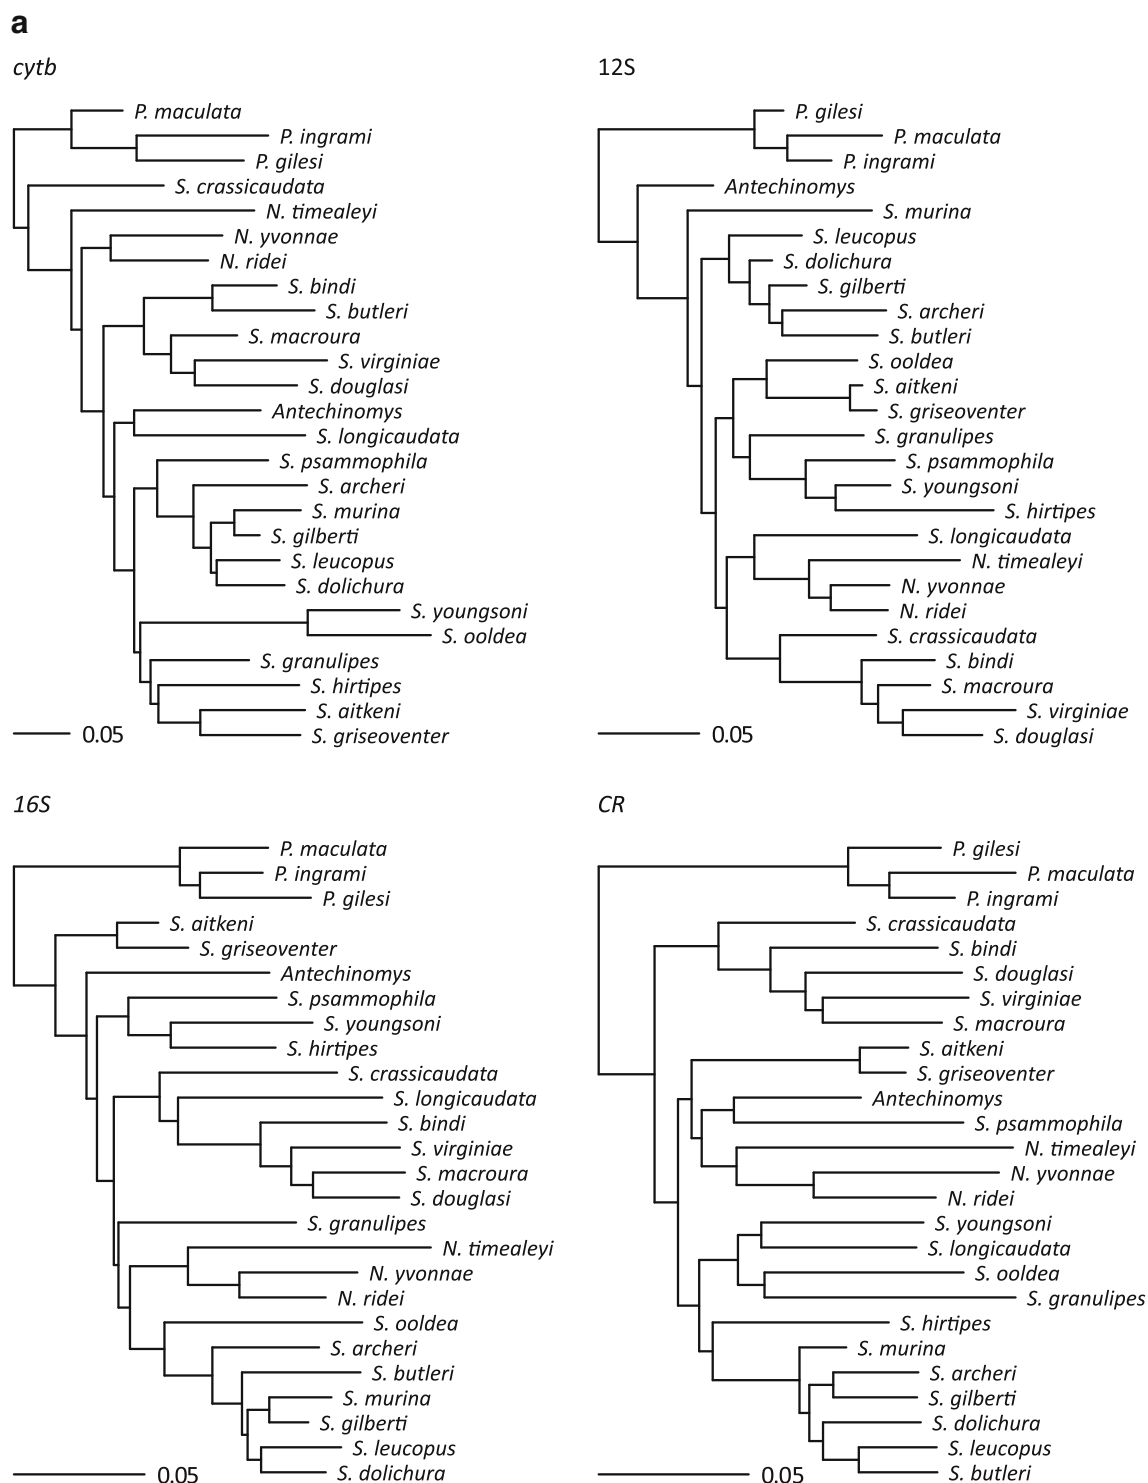 a
cytb
P. maculata
P. ingrami
P. gilesi
S. crassicaudata
N. timealeyi
N. yvonnae
N. ridei
S. bindi
S. butleri
S. macroura
S. virginiae
S. douglasi
Antechinomys
S. longicaudata
S. psammophila
S. archeri
S. murina
S. gilberti
S. leucopus
S. dolichura
S. youngsoni
S. ooldea
S. granulipes
S. hirtipes
S. aitkeni
S. griseoventer
0.05
12S
P. gilesi
P. maculata
P. ingrami
Antechinomys
S. murina
S. leucopus
S. dolichura
S. gilberti
S. archeri
S. butleri
S. ooldea
S. aitkeni
S. griseoventer
S. granulipes
S. psammophila
S. youngsoni
S. hirtipes
S. longicaudata
N. timealeyi
N. yvonnae
N. ridei
S. crassicaudata
S. bindi
S. macroura
S. virginiae
S. douglasi
0.05
16S
P. maculata
P. ingrami
P. gilesi
S. aitkeni
S. griseoventer
Antechinomys
S. psammophila
S. youngsoni
S. hirtipes
S. crassicaudata
S. longicaudata
S. bindi
S. virginiae
S. macroura
S. douglasi
S. granulipes
N. timealeyi
N. yvonnae
N. ridei
S. ooldea
S. archeri
S. butleri
S. murina
S. gilberti
S. leucopus
S. dolichura
0.05
CR
P. gilesi
P. maculata
P. ingrami
S. crassicaudata
S. bindi
S. douglasi
S. virginiae
S. macroura
S. aitkeni
S. griseoventer
Antechinomys
S. psammophila
N. timealeyi
N. yvonnae
N. ridei
S. youngsoni
S. longicaudata
S. ooldea
S. granulipes
S. hirtipes
S. murina
S. archeri
S. gilberti
S. dolichura
S. leucopus
S. butleri
0.05